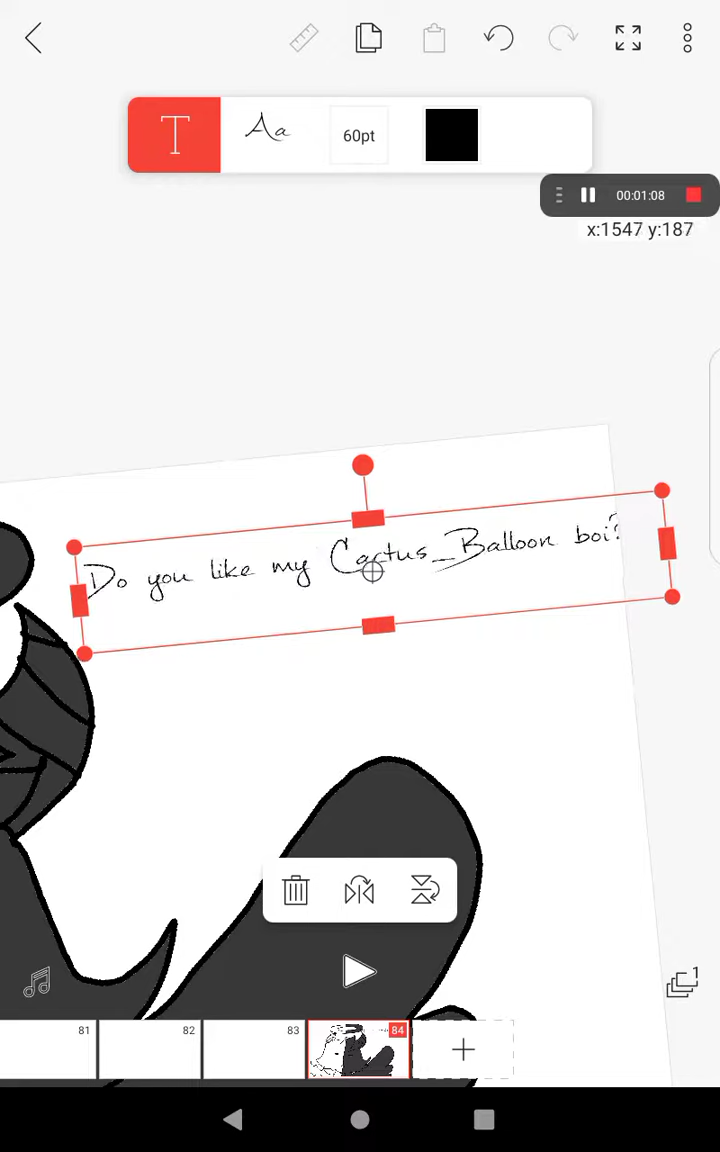 T Aa 60pt
00:01:08
x:1547 y:187
Do you like my Cactus_Balloon boi?
1
81 82 83 84